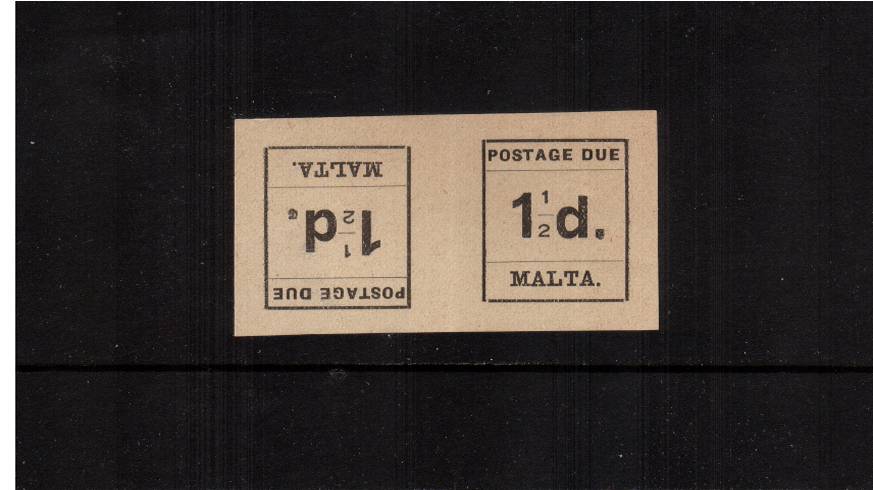 POSTAGE DUE
1½d.
MALTA.
POSTAGE DUE
1½d.
MALTA.